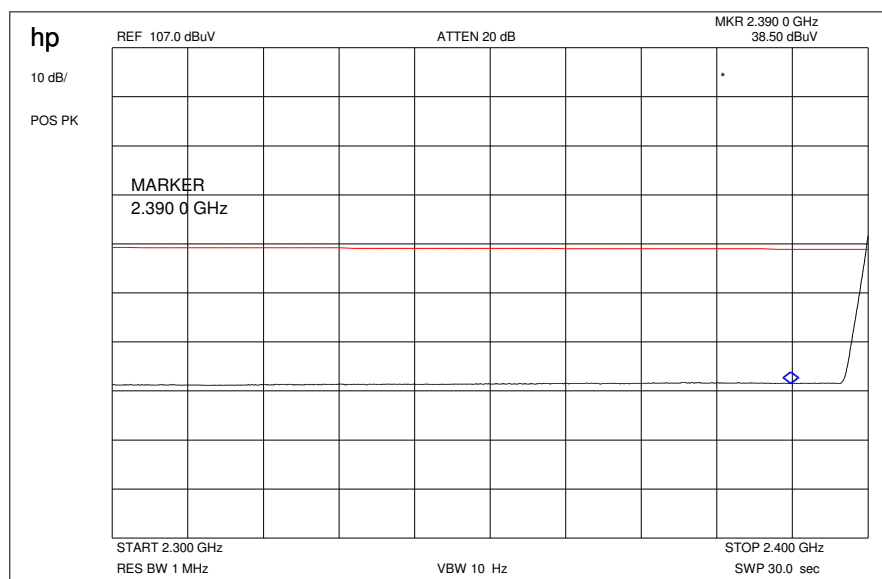 MKR 2.390 0 GHz
hp REF 107.0 dBuV ATTEN 20 dB 38.50 dBuV
10 dB/
*
POS PK
MARKER
2.390 0 GHz
START 2.300 GHz STOP 2.400 GHz
RES BW 1 MHz VBW 10 Hz SWP 30.0 sec